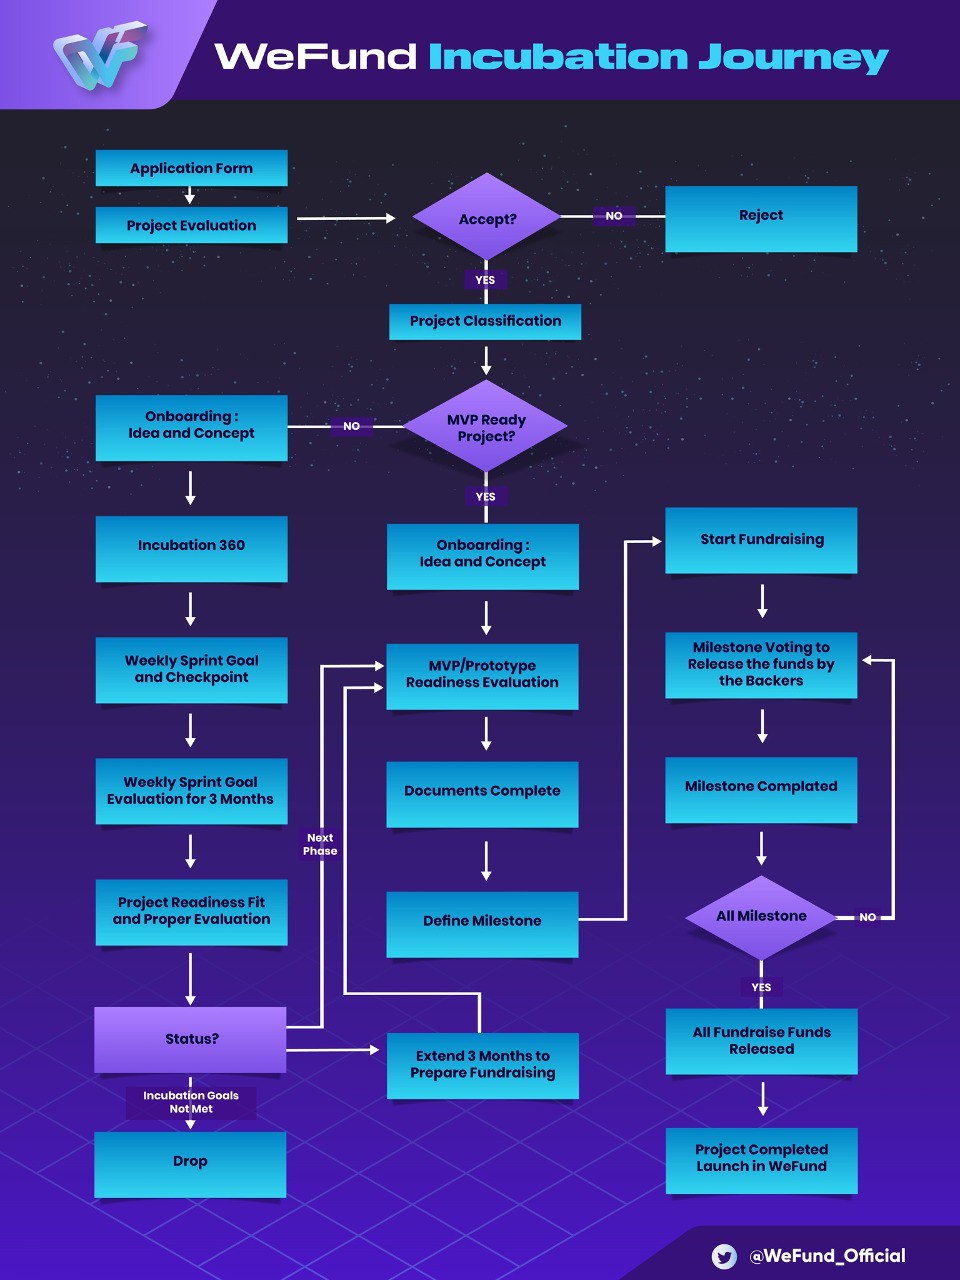 WeFund Incubation Journey
Application Form
Project Evaluation
Accept?
NO
Reject
YES
Project Classification
MVP Ready
Project?
NO
YES
Onboarding :
Idea and Concept
Incubation 360
Weekly Sprint Goal
and Checkpoint
Weekly Sprint Goal
Evaluation for 3 Months
Project Readiness Fit
and Proper Evaluation
Status?
Incubation Goals
Not Met
Drop
Next
Phase
Onboarding :
Idea and Concept
MVP/Prototype
Readiness Evaluation
Documents Complete
Define Milestone
Extend 3 Months to
Prepare Fundraising
Start Fundraising
Milestone Voting to
Release the funds by
the Backers
Milestone Complated
All Milestone
NO
YES
All Fundraise Funds
Released
Project Completed
Launch in WeFund
@WeFund_Official